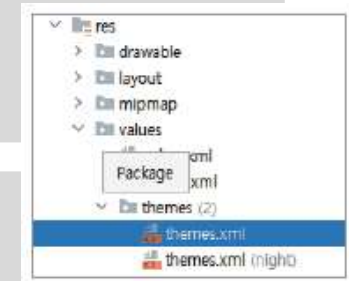 res
drawable
layout
mipmap
values
xml
Package
xml
themes (2)
themes.xml
themes.xml (night)